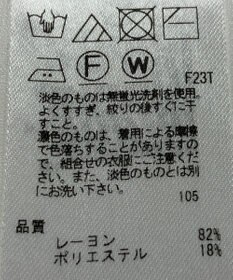 F
W
F23T
淡色のものは無蛍光洗剤を使用。
よくすすぎ、絞りの後すぐに干
すこと。
濃色のものは、着用による摩擦
で色落ちすることがありますの
で、組合せの衣服にご注意くださ
い。また、淡色のものとは別
にお洗い下さい。
105
品質
レーヨン 82%
ポリエステル 18%